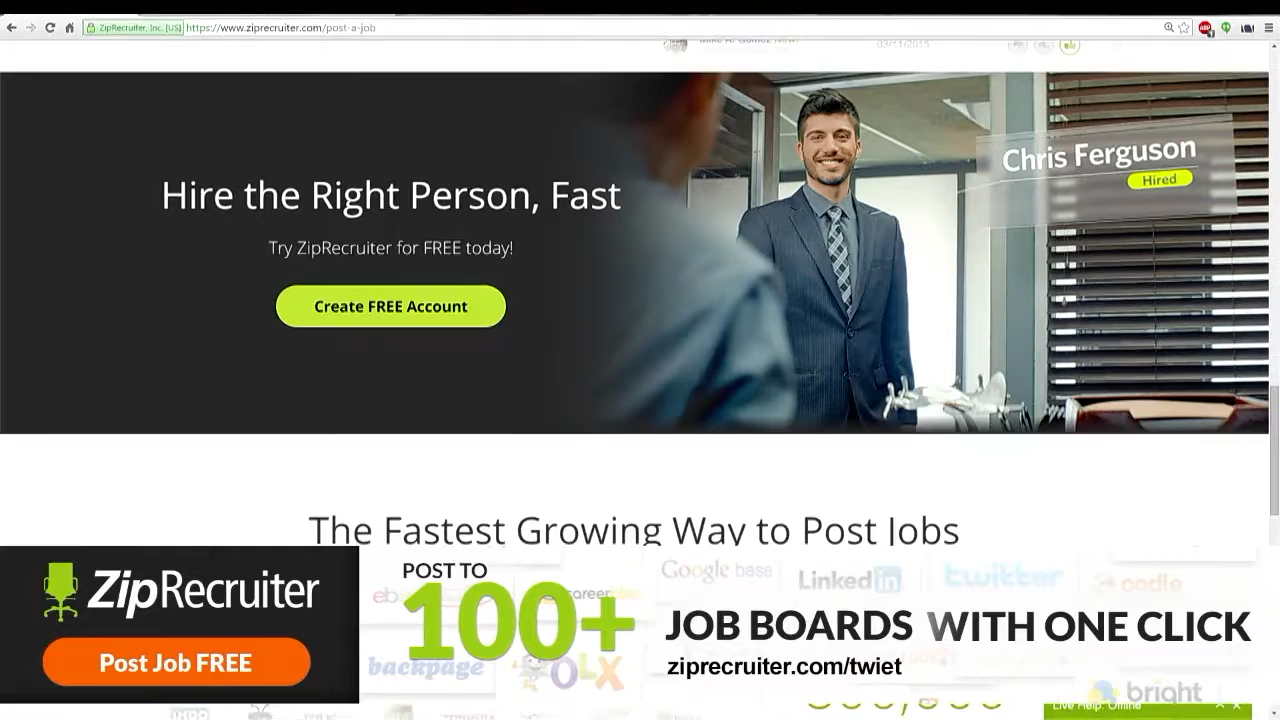 ZipRecruiter, Inc. [US] https://www.ziprecruiter.com/post-a-job
03/11/2015
Chris Ferguson
Hired
Hire the Right Person, Fast
Try ZipRecruiter for FREE today!
Create FREE Account
The Fastest Growing Way to Post Jobs
ZipRecruiter
Post Job FREE
POST TO
100+
JOB BOARDS WITH ONE CLICK
ziprecruiter.com/twiet
Google base
LinkedIn
twitter
backpage
OLX
bright
Live Help: Offline